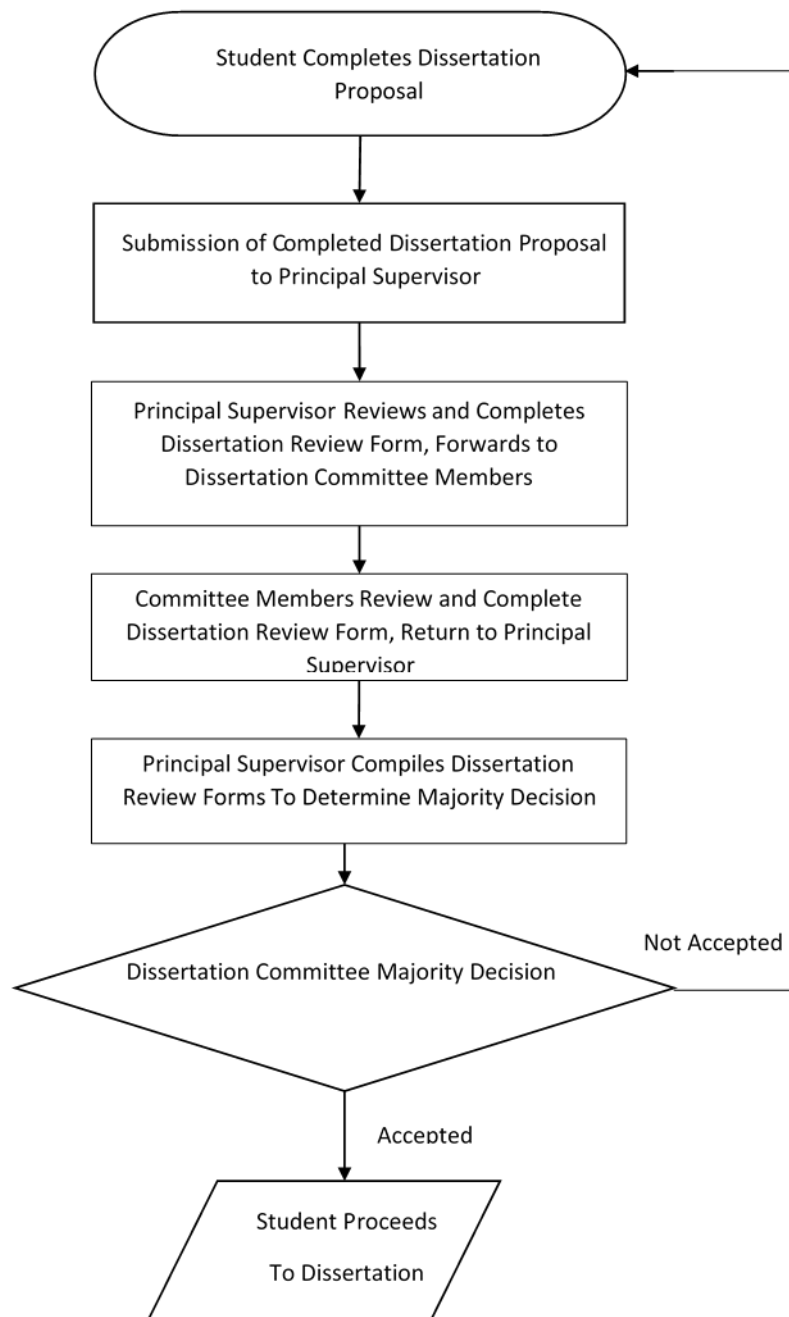 Student Completes Dissertation
Proposal
Submission of Completed Dissertation Proposal
to Principal Supervisor
Principal Supervisor Reviews and Completes
Dissertation Review Form, Forwards to
Dissertation Committee Members
Committee Members Review and Complete
Dissertation Review Form, Return to Principal
Supervisor
Principal Supervisor Compiles Dissertation
Review Forms To Determine Majority Decision
Not Accepted
Dissertation Committee Majority Decision
Accepted
Student Proceeds
To Dissertation